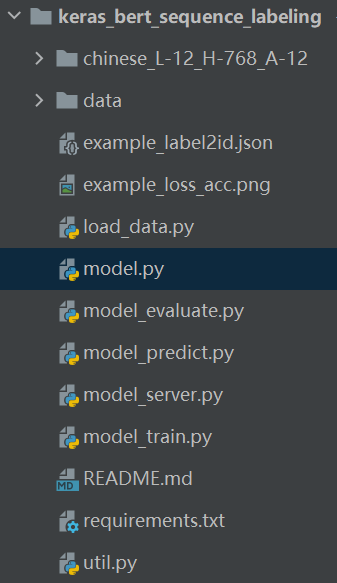 keras_bert_sequence_labeling
chinese_L-12_H-768_A-12
data
example_label2id.json
example_loss_acc.png
load_data.py
model.py
model_evaluate.py
model_predict.py
model_server.py
model_train.py
MD README.md
requirements.txt
util.py